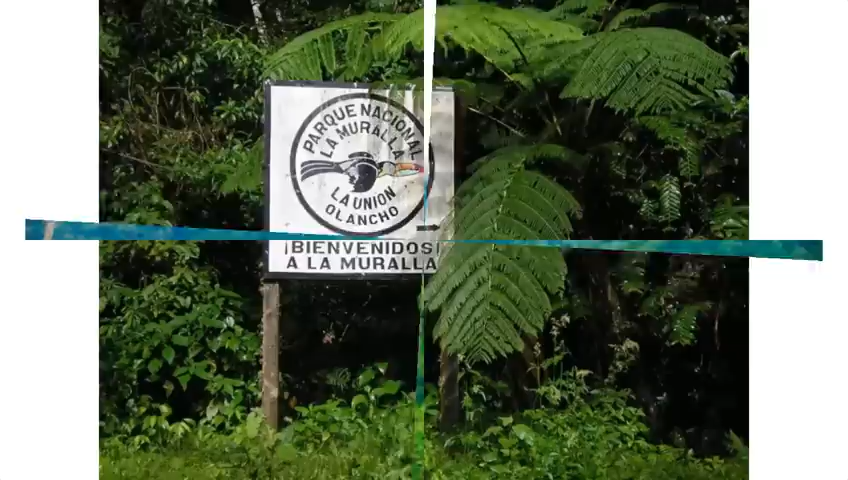 PARQUE NACIONAL
LA MURALLA
LA UNION
OLANCHO
¡BIENVENIDOS!
A LA MURALLA